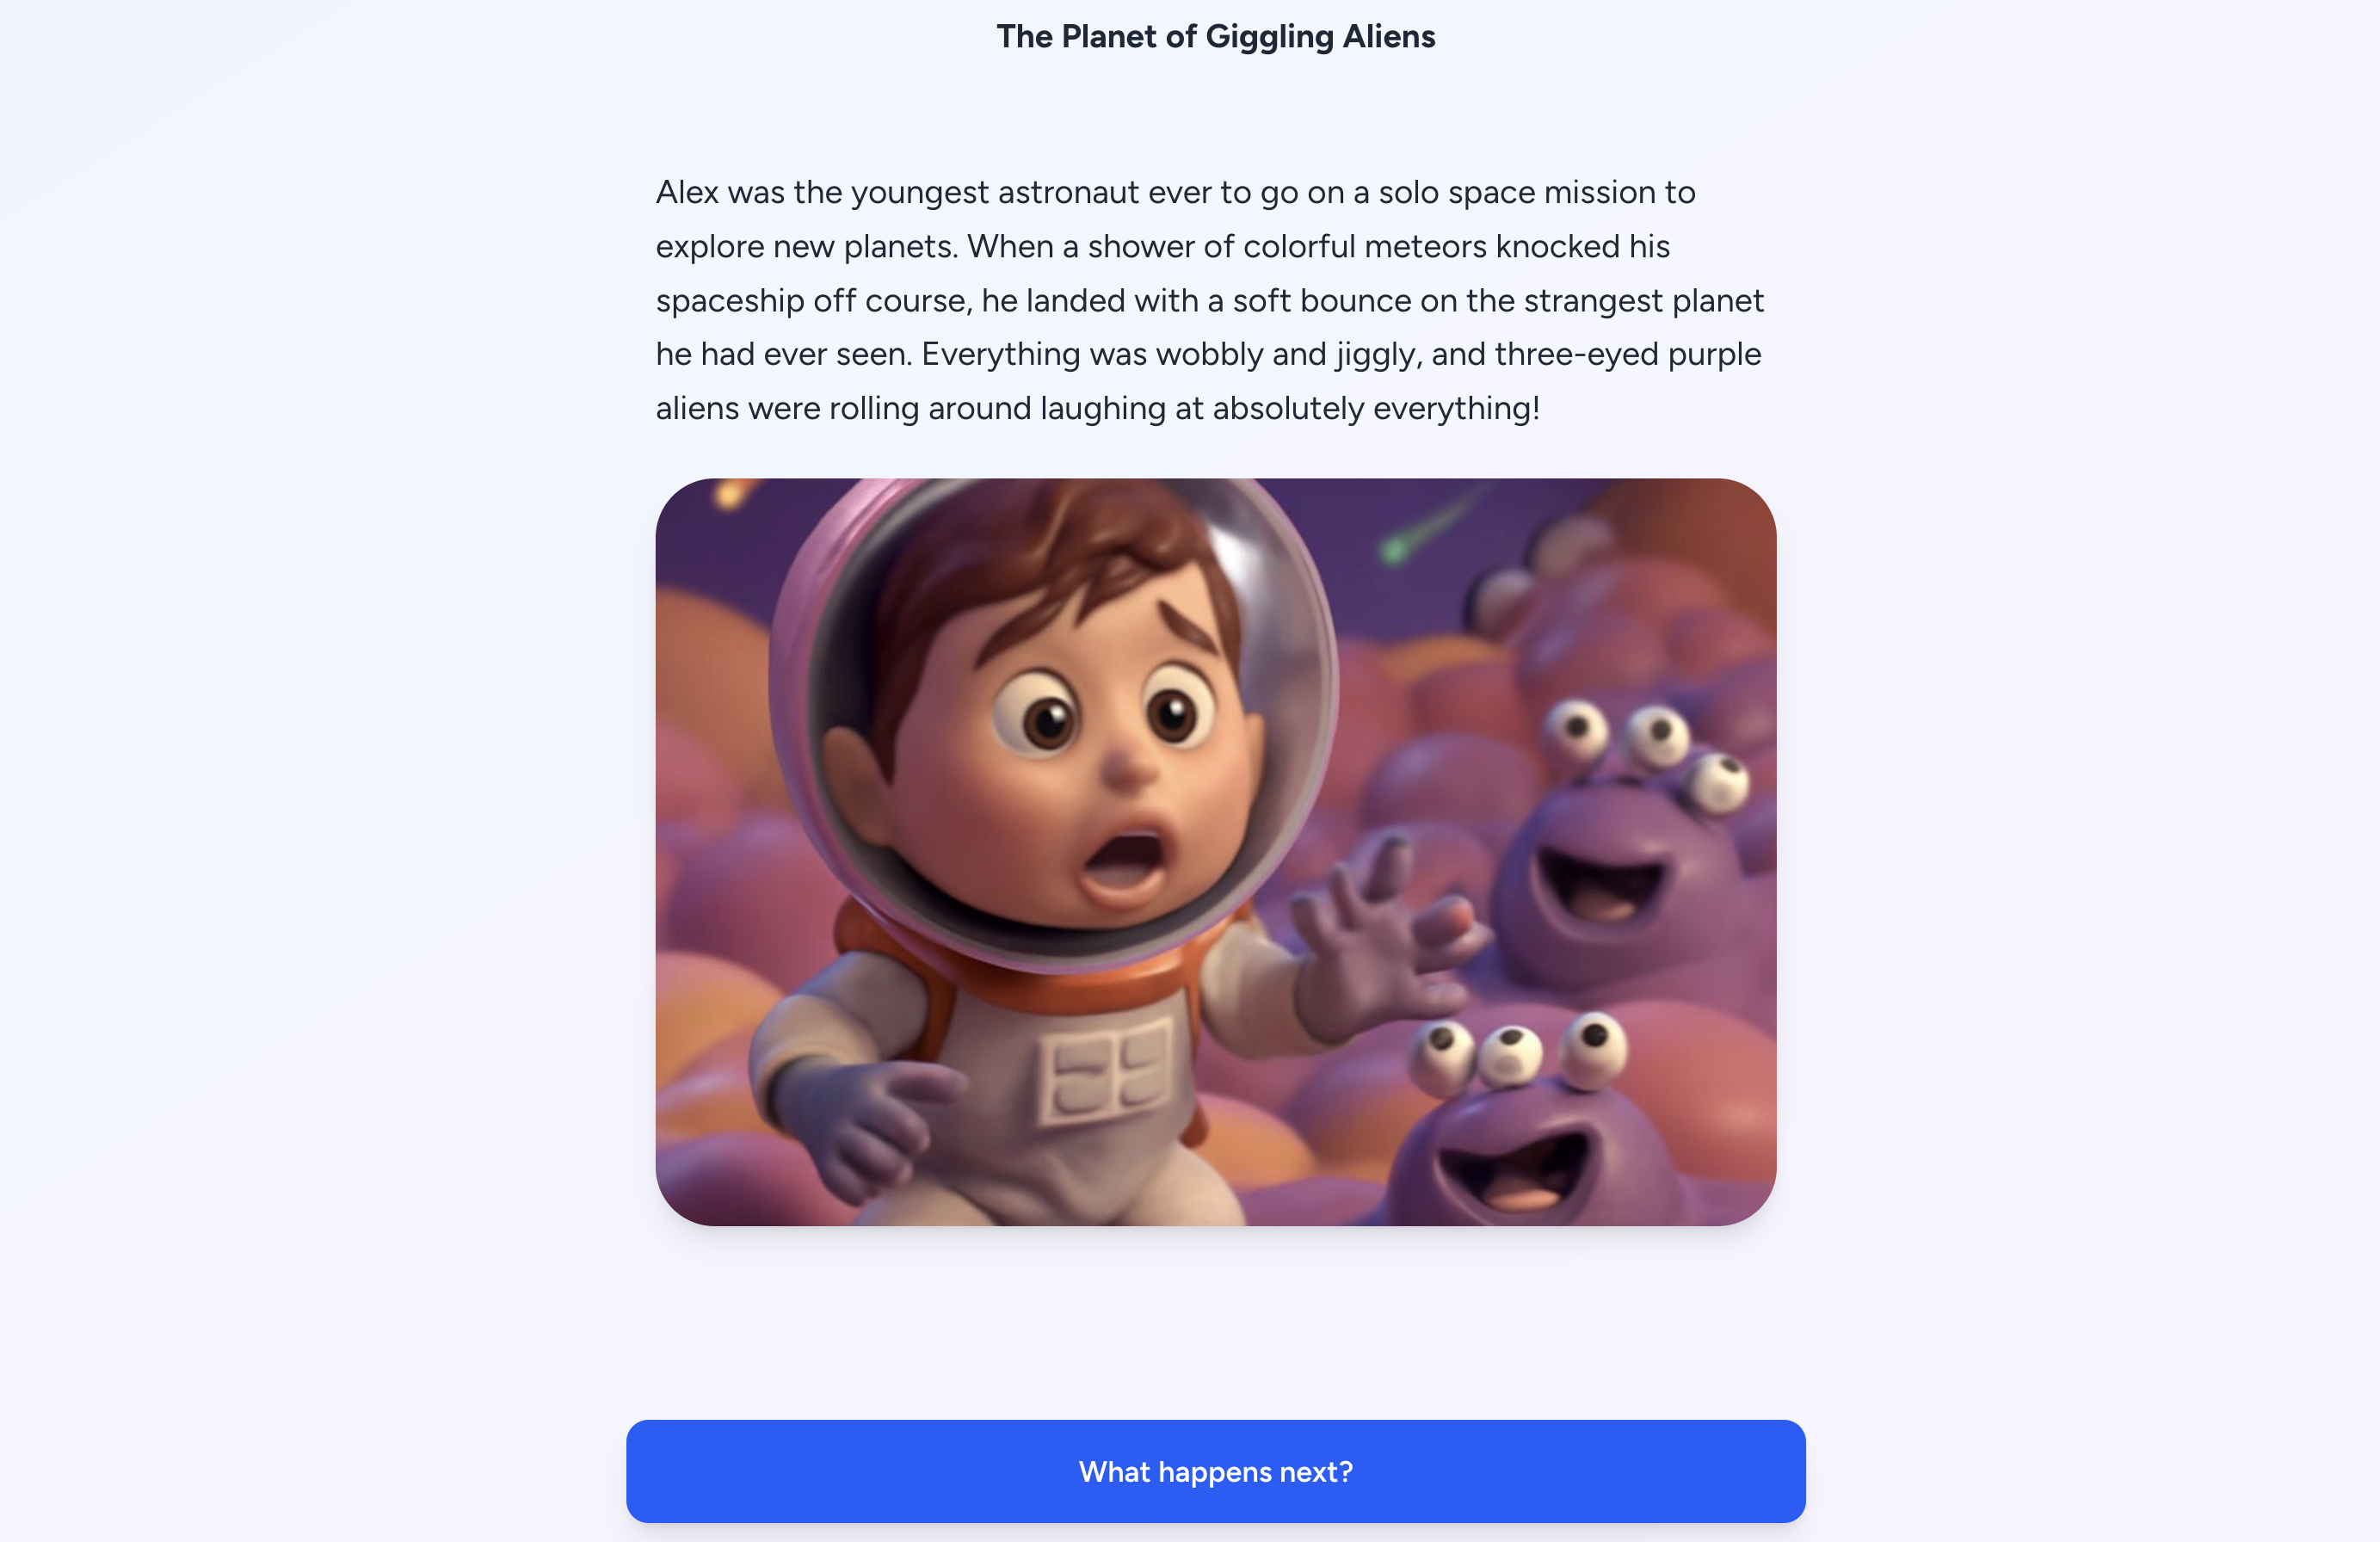 The Planet of Giggling Aliens
Alex was the youngest astronaut ever to go on a solo space mission to
explore new planets. When a shower of colorful meteors knocked his
spaceship off course, he landed with a soft bounce on the strangest planet
he had ever seen. Everything was wobbly and jiggly, and three-eyed purple
aliens were rolling around laughing at absolutely everything!
What happens next?